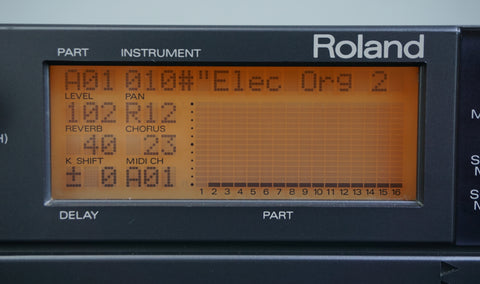 PART INSTRUMENT Roland
A01 010#"Elec Org 2
LEVEL PAN
102 R12
REVERB CHORUS
40 23
K SHIFT MIDI CH
± 0 A01
1 2 3 4 5 6 7 8 9 10 11 12 13 14 15 16
DELAY PART
H)
M
S
M
S
M